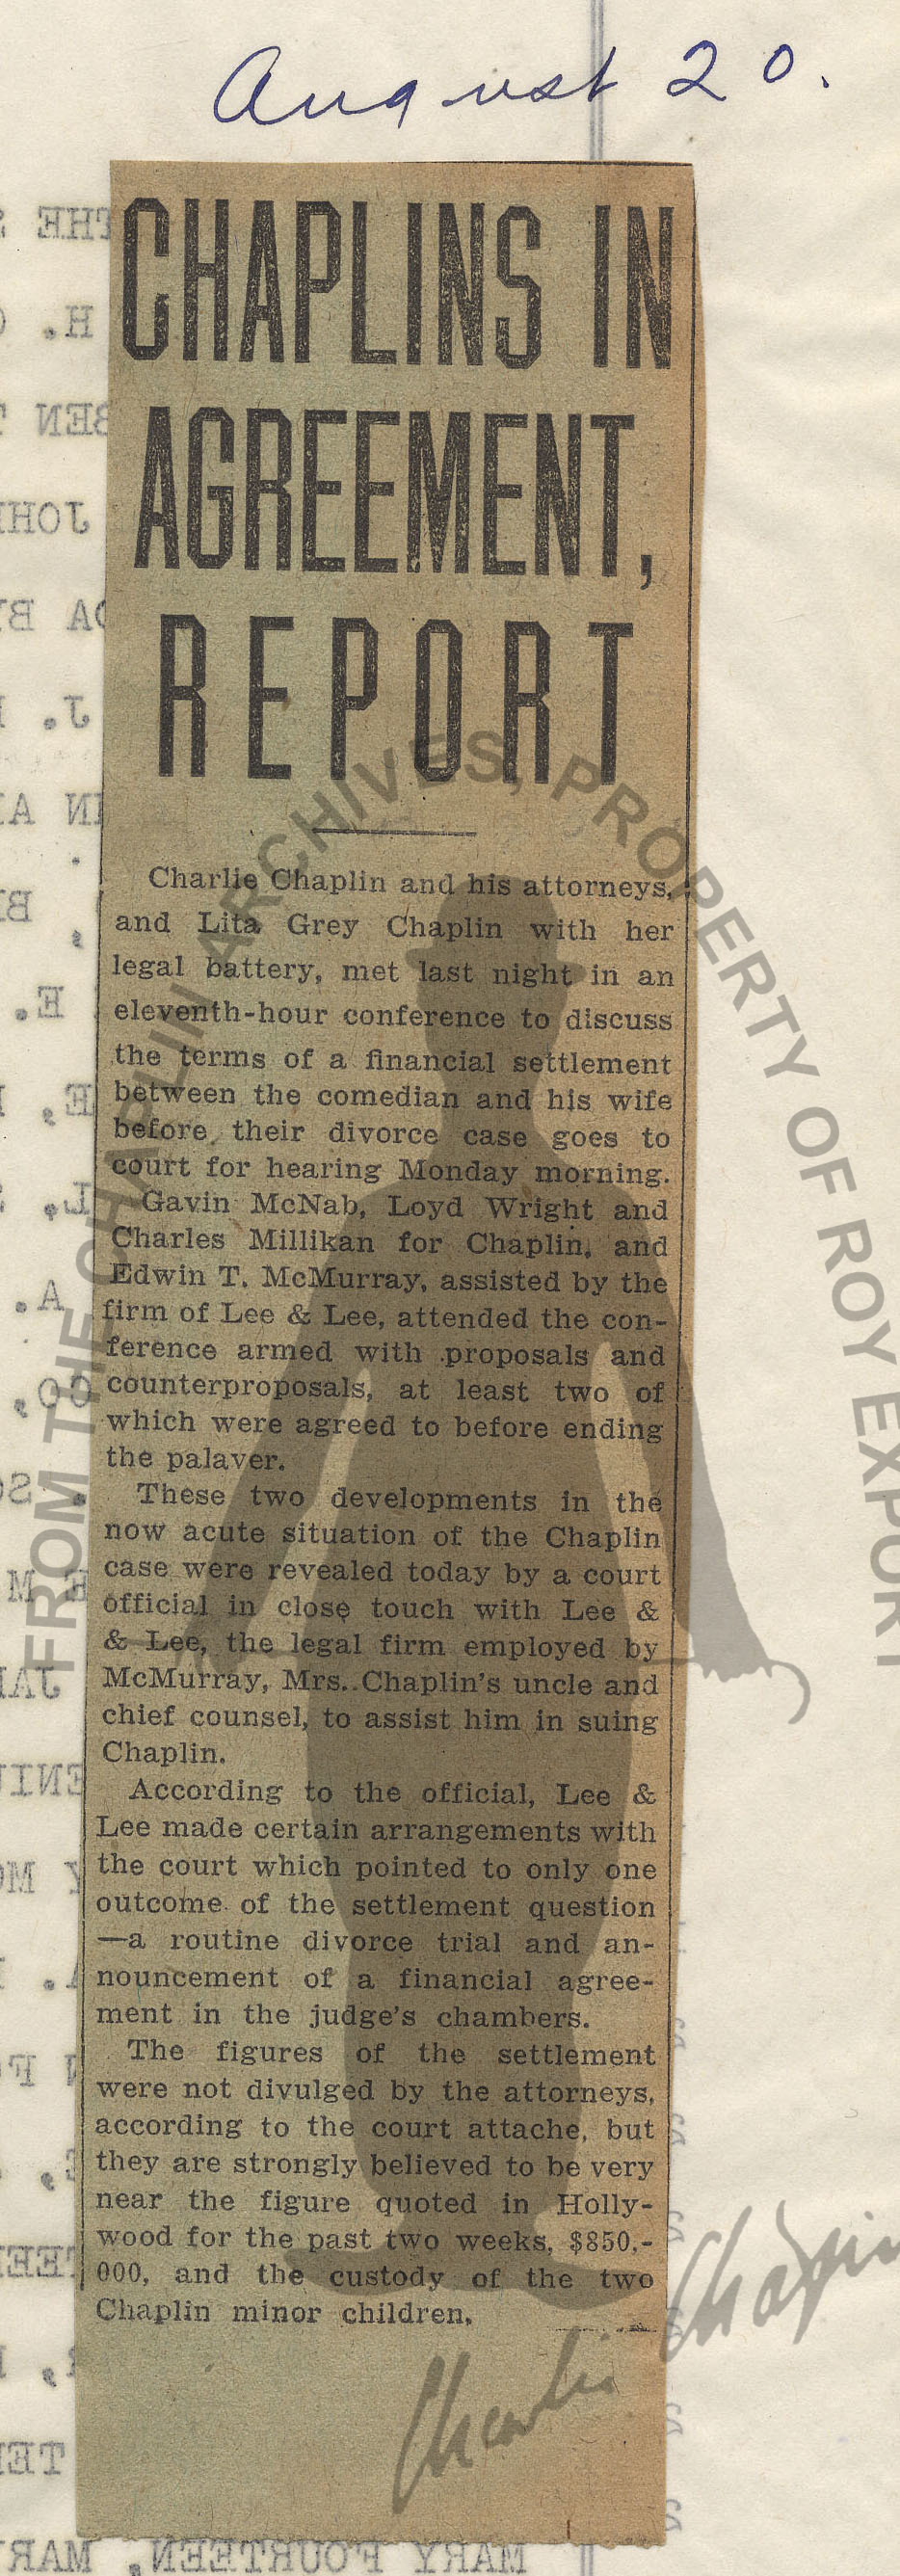 August 20.
CHAPLINS IN
AGREEMENT,
REPORT
Charlie Chaplin and his attorneys,
and Lita Grey Chaplin with her
legal battery, met last night in an
eleventh-hour conference to discuss
the terms of a financial settlement
between the comedian and his wife
before their divorce case goes to
court for hearing Monday morning.
Gavin McNab, Loyd Wright and
Charles Millikan for Chaplin, and
Edwin T. McMurray, assisted by the
firm of Lee & Lee, attended the con-
ference armed with proposals and
counterproposals, at least two of
which were agreed to before ending
the palaver.
These two developments in the
now acute situation of the Chaplin
case were revealed today by a court
official in close touch with Lee &
& Lee, the legal firm employed by
McMurray, Mrs. Chaplin's uncle and
chief counsel, to assist him in suing
Chaplin.
According to the official, Lee &
Lee made certain arrangements with
the court which pointed to only one
outcome of the settlement question
—a routine divorce trial and an-
nouncement of a financial agree-
ment in the judge's chambers.
The figures of the settlement
were not divulged by the attorneys,
according to the court attache, but
they are strongly believed to be very
near the figure quoted in Holly-
wood for the past two weeks, $850,-
000, and the custody of the two
Chaplin minor children.
FROM THE CHAPLIN ARCHIVES, PROPERTY OF ROY EXPORT
Charlie Chaplin
MARY FOURTEEN, MAR